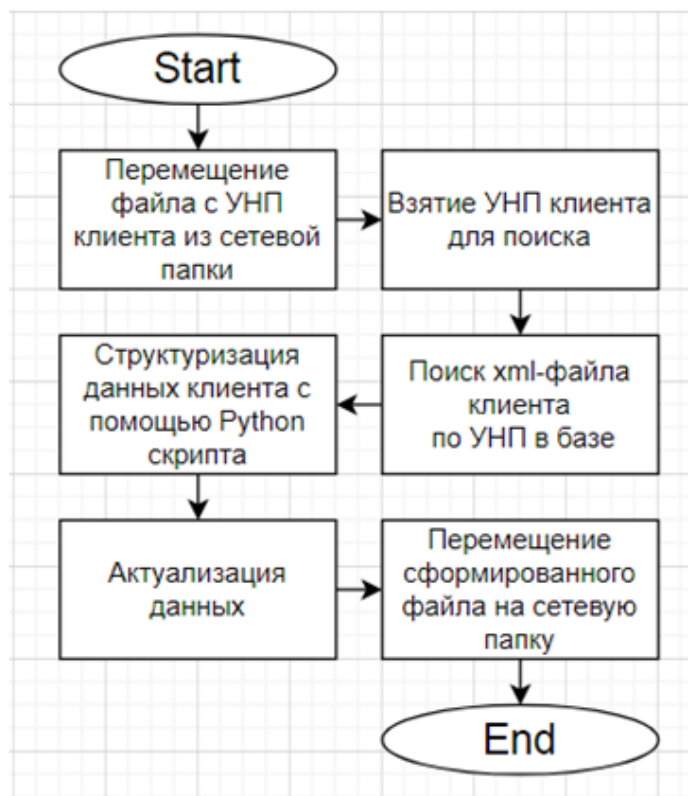 Start
Перемещение
файла с УНП
клиента из сетевой
папки
Взятие УНП клиента
для поиска
Поиск xml-файла
клиента
по УНП в базе
Структуризация
данных клиента с
помощью Python
скрипта
Актуализация
данных
Перемещение
сформированного
файла на сетевую
папку
End